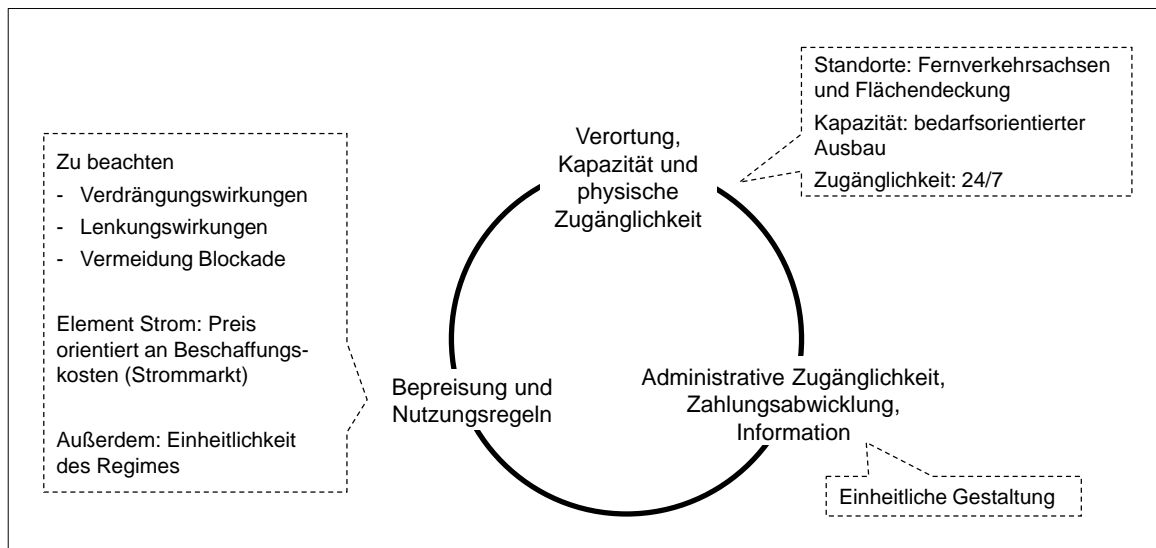 Standorte: Fernverkehrsachsen
und Flächendeckung
Kapazität: bedarfsorientierter
Ausbau
Zugänglichkeit: 24/7
Verortung,
Kapazität und
physische
Zugänglichkeit
Zu beachten
- Verdrängungswirkungen
- Lenkungswirkungen
- Vermeidung Blockade
Element Strom: Preis
orientiert an Beschaffungs-
kosten (Strommarkt)
Außerdem: Einheitlichkeit
des Regimes
Bepreisung und
Nutzungsregeln
Administrative Zugänglichkeit,
Zahlungsabwicklung,
Information
Einheitliche Gestaltung